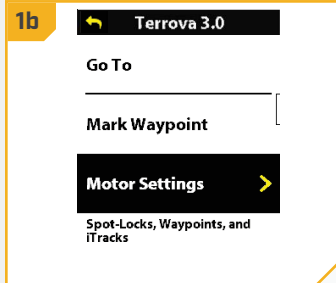 1b
Terrova 3.0
Go To
Mark Waypoint
Motor Settings
Spot-Locks, Waypoints, and
iTracks